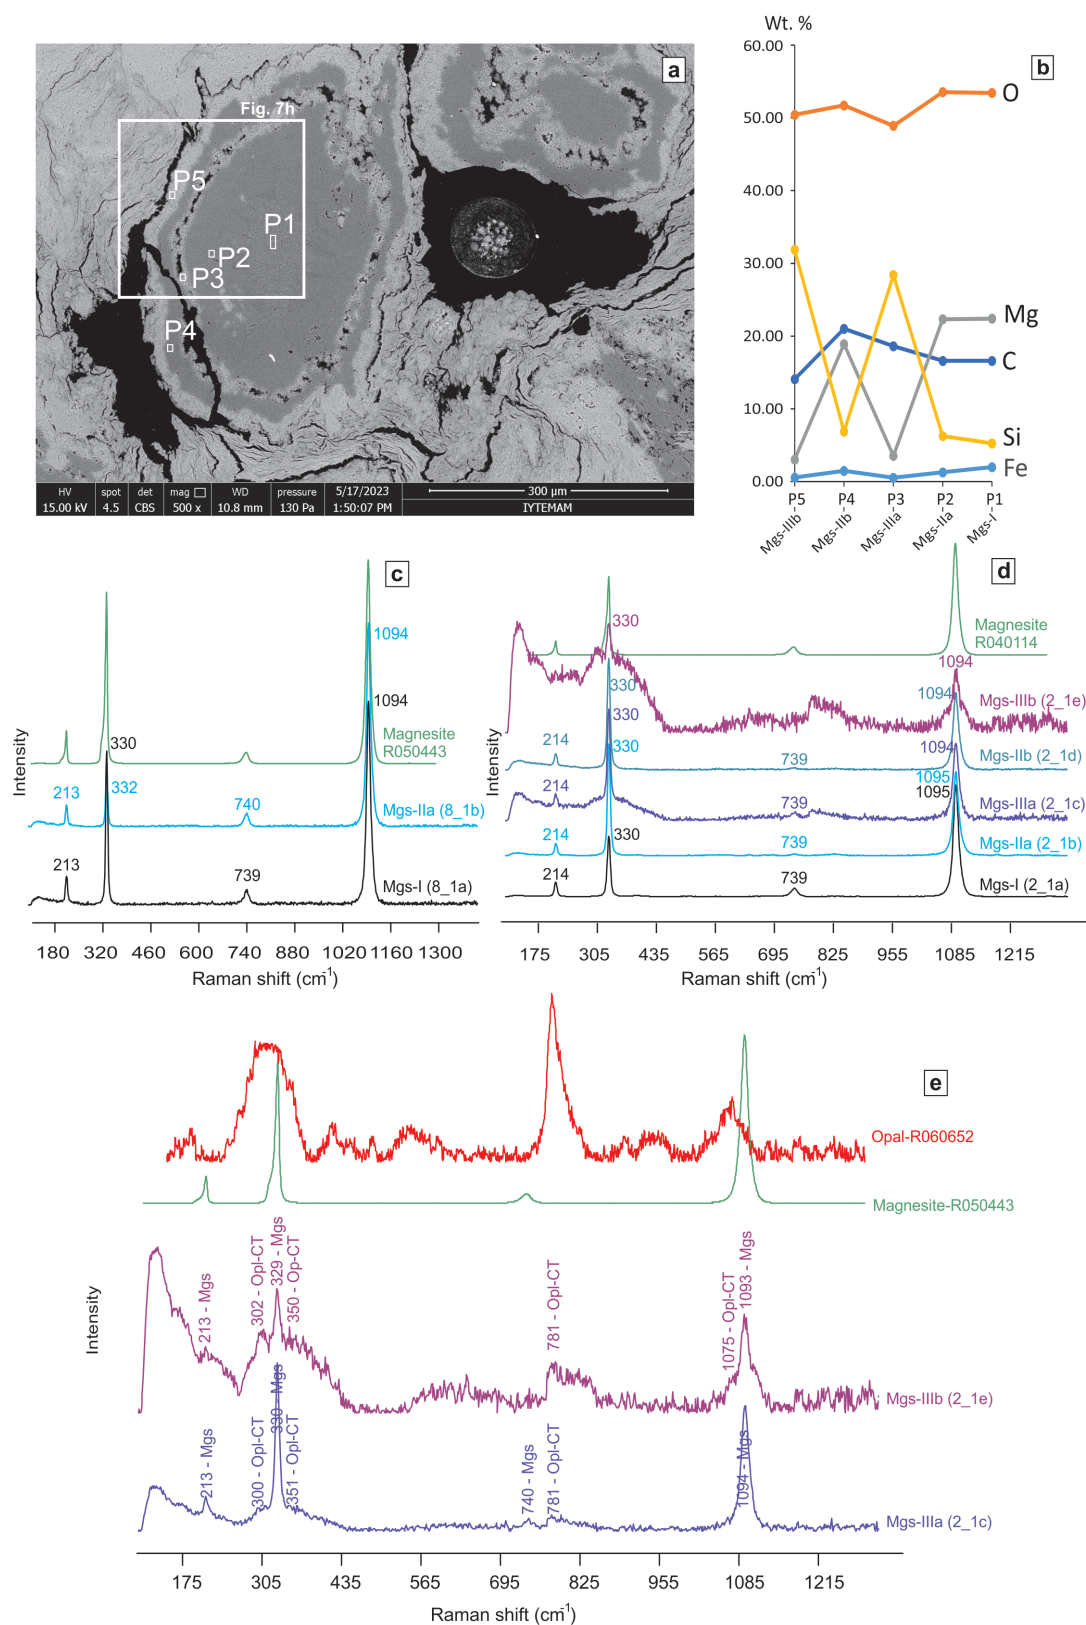 a
Fig. 7h
P5
P1
P2
P3
P4
HV
spot
det
mag
WD
pressure
5/17/2023
300 µm
15.00 kV
4.5
CBS
500 x
10.8 mm
130 Pa
1:50:07 PM
IYTEMAM
Wt. %
b
60.00
50.00
40.00
30.00
20.00
10.00
0.00
O
Mg
C
Si
Fe
P5
P4
P3
P2
P1
Mgs-IIIb
Mgs-IIb
Mgs-IIIa
Mgs-IIa
Mgs-I
c
1094
1094
330
332
Magnesite
R050443
213
740
Mgs-IIa (8_1b)
213
739
Mgs-I (8_1a)
Intensity
180 320 460 600 740 880 1020 1160 1300
Raman shift (cm-1)
d
330
Magnesite
R040114
1094
330
1094
Mgs-IIIb (2_1e)
330
214
330
739
1094
Mgs-IIb (2_1d)
214
739
1095
1095
Mgs-IIIa (2_1c)
214
330
739
Mgs-IIa (2_1b)
214
739
Mgs-I (2_1a)
Intensity
175 305 435 565 695 825 955 1085 1215
Raman shift (cm-1)
e
Opal-R060652
Magnesite-R050443
213 - Mgs
302 - Opl-CT
329 - Mgs
350 - Op-CT
781 - Opl-CT
1075 - Opl-CT
1093 - Mgs
Mgs-IIIb (2_1e)
213 - Mgs
300 - Opl-CT
330 - Mgs
351 - Opl-CT
740 - Mgs
781 - Opl-CT
1094 - Mgs
Mgs-IIIa (2_1c)
Intensity
175 305 435 565 695 825 955 1085 1215
Raman shift (cm-1)